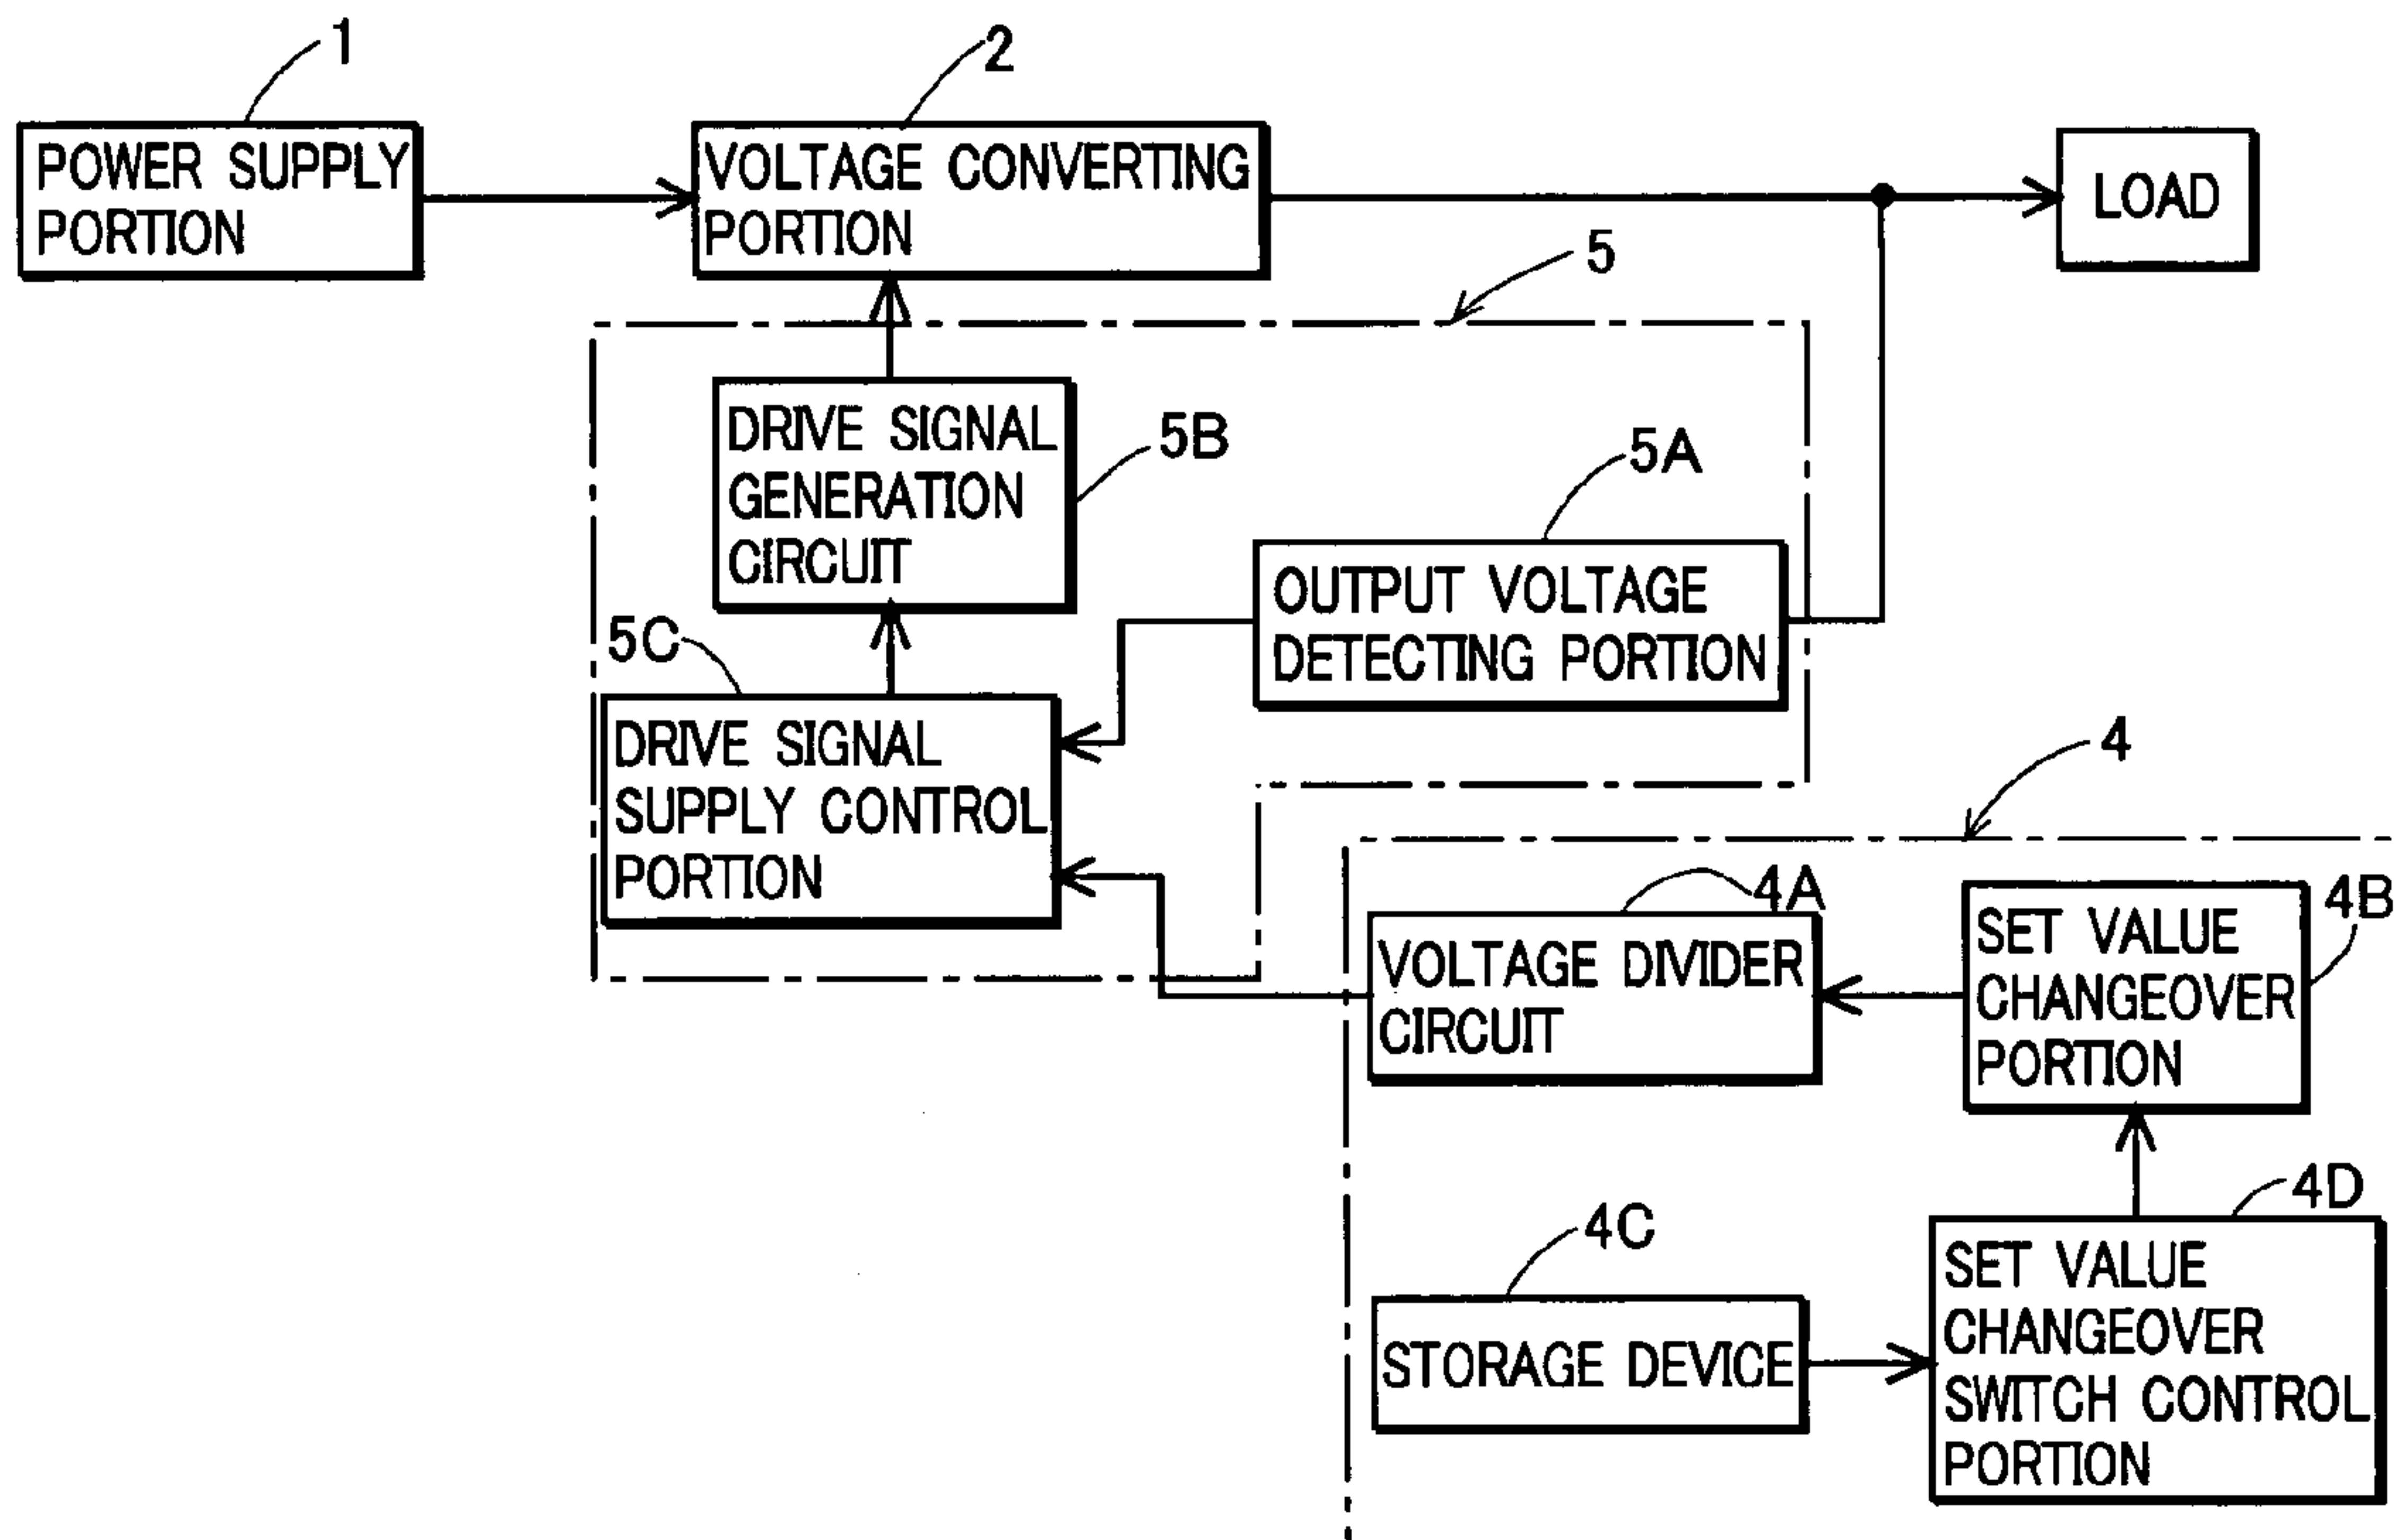 1
2
POWER SUPPLY
PORTION
VOLTAGE CONVERTING
PORTION
LOAD
5
DRIVE SIGNAL
GENERATION
CIRCUIT
5B
5A
OUTPUT VOLTAGE
DETECTING PORTION
5C
DRIVE SIGNAL
SUPPLY CONTROL
PORTION
4
4A
VOLTAGE DIVIDER
CIRCUIT
4B
SET VALUE
CHANGEOVER
PORTION
4C
STORAGE DEVICE
4D
SET VALUE
CHANGEOVER
SWITCH CONTROL
PORTION